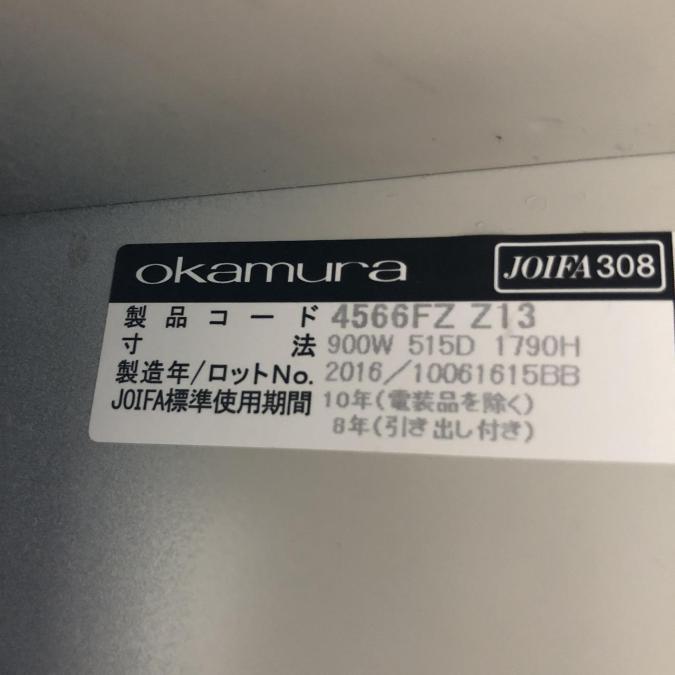 okamura JOIFA308
製品コード 4566FZ Z13
寸法 900W 515D 1790H
製造年/ロットNo. 2016/10061615BB
JOIFA標準使用期間 10年(電装品を除く)
8年(引き出し付き)